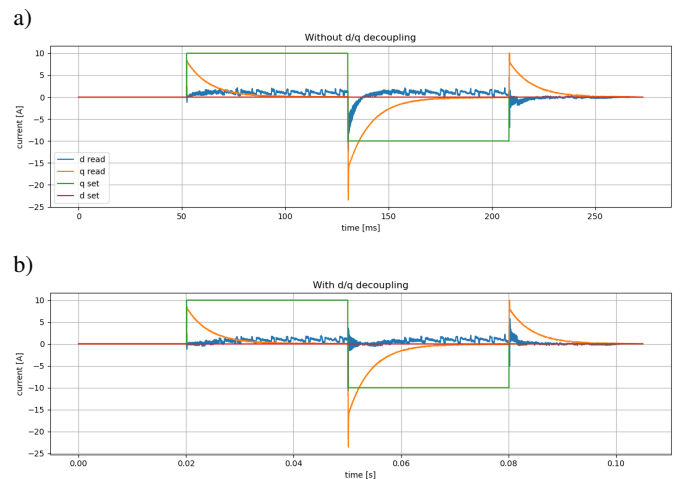 a)
Without d/q decoupling
10
5
0
−5
−10
−15
−20
−25
current [A]
d read
q read
q set
d set
0 50 100 150 200 250
time [ms]
b)
With d/q decoupling
10
5
0
−5
−10
−15
−20
−25
current [A]
0.00 0.02 0.04 0.06 0.08 0.10
time [s]